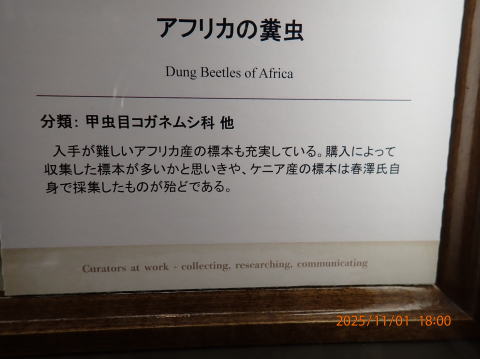 アフリカの糞虫
Dung Beetles of Africa
分類: 甲虫目コガネムシ科 他
入手が難しいアフリカ産の標本も充実している。購入によって
収集した標本が多いかと思いきや、ケニア産の標本は春澤氏自
身で採集したものが殆どである。
Curators at work - collecting, researching, communicating
2025/11/01 18:00